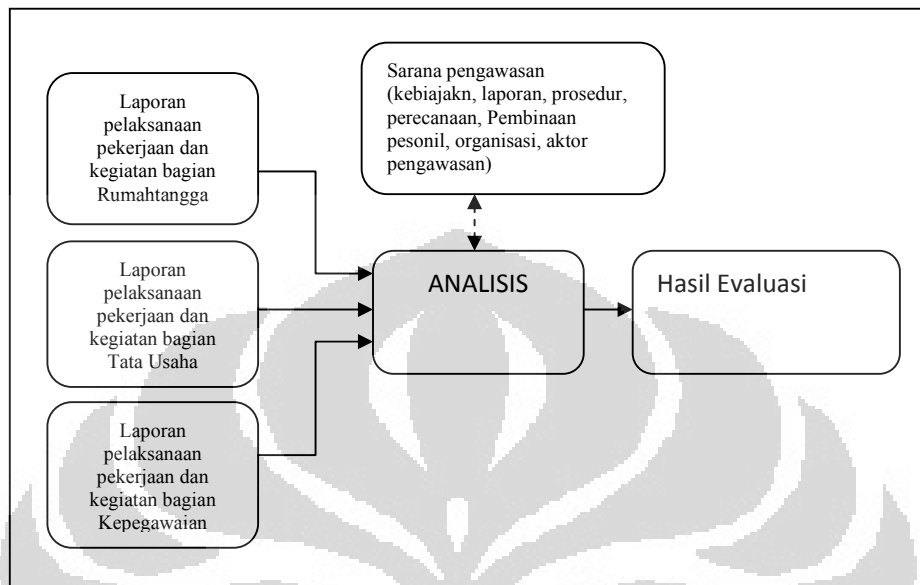 Laporan
pelaksanaan
pekerjaan dan
kegiatan bagian
Rumahtangga
Sarana pengawasan
(kebiajakn, laporan, prosedur,
perecanaan, Pembinaan
pesonil, organisasi, aktor
pengawasan)
Laporan
pelaksanaan
pekerjaan dan
kegiatan bagian
Tata Usaha
ANALISIS
Hasil Evaluasi
Laporan
pelaksanaan
pekerjaan dan
kegiatan bagian
Kepegawaian